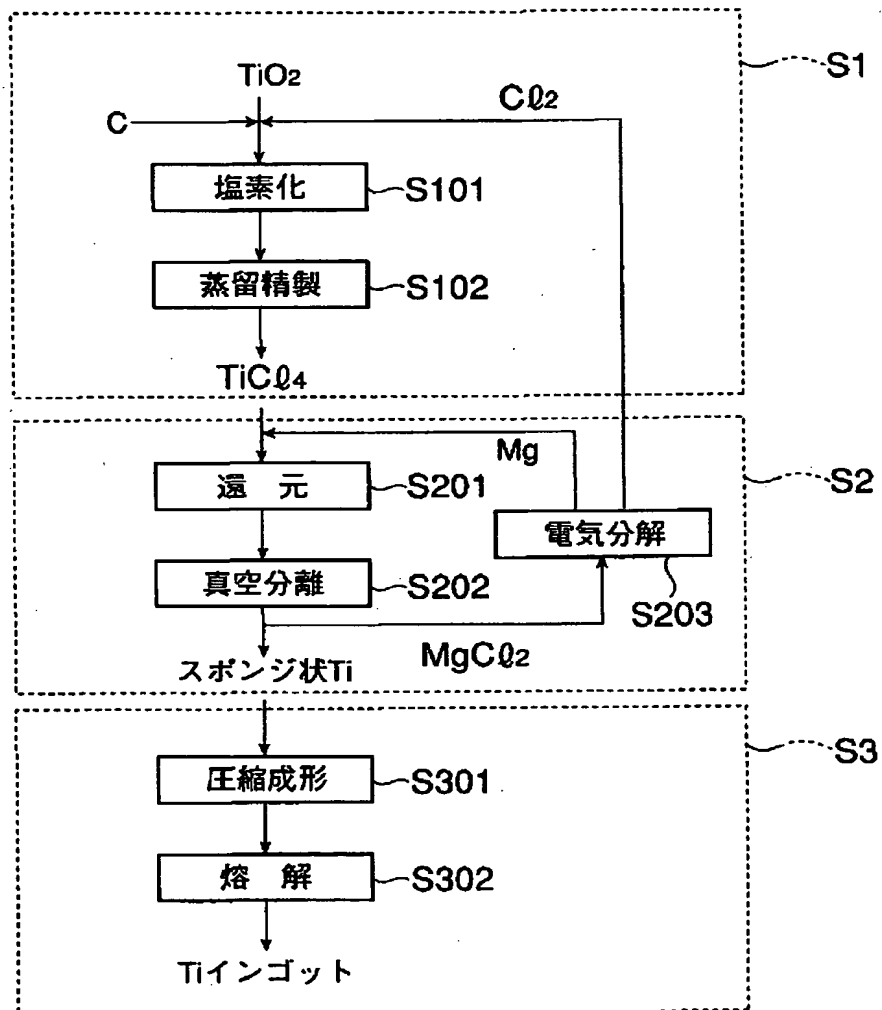 S1
TiO2
Cℓ2
C
塩素化
S101
蒸留精製
S102
TiCℓ4
Mg
S2
還 元
S201
電気分解
真空分離
S202
S203
MgCℓ2
スポンジ状Ti
S3
圧縮成形
S301
熔 解
S302
Tiインゴット